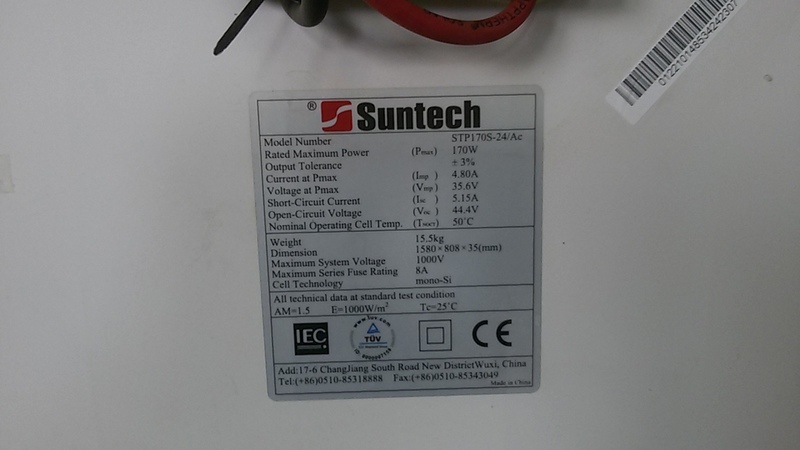 01221014853424230
® Suntech
Model Number STP170S-24/Ac
Rated Maximum Power (Pmax) 170W
Output Tolerance ±3%
Current at Pmax (Imp) 4.80A
Voltage at Pmax (Vmp) 35.6V
Short-Circuit Current (Isc) 5.15A
Open-Circuit Voltage (Voc) 44.4V
Nominal Operating Cell Temp. (TNOCT) 50°C
Weight 15.5kg
Dimension 1580×808×35(mm)
Maximum System Voltage 1000V
Maximum Series Fuse Rating 8A
Cell Technology mono-Si
All technical data at standard test condition
AM=1.5 E=1000W/m² Tc=25°C
IEC
www.tuv.com
TÜV
CE
Add:17-6 ChangJiang South Road New DistrictWuxi, China
Tel:(+86)0510-85318888 Fax:(+86)0510-85343049
Made in China